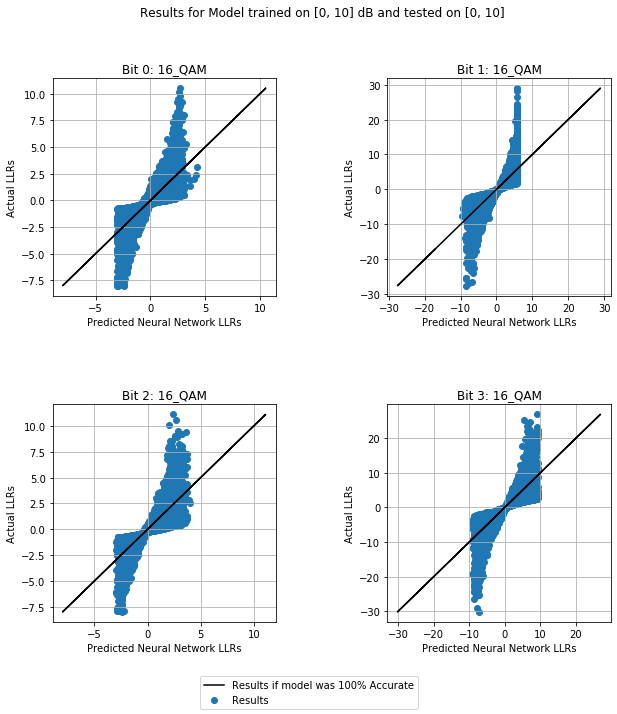 Results for Model trained on [0, 10] dB and tested on [0, 10]
Bit 0: 16_QAM
10.0
7.5
5.0
2.5
0.0
−2.5
−5.0
−7.5
Actual LLRs
−5 0 5 10
Predicted Neural Network LLRs
Bit 1: 16_QAM
30
20
10
0
−10
−20
−30
Actual LLRs
−30 −20 −10 0 10 20 30
Predicted Neural Network LLRs
Bit 2: 16_QAM
10.0
7.5
5.0
2.5
0.0
−2.5
−5.0
−7.5
Actual LLRs
−5 0 5 10
Predicted Neural Network LLRs
Bit 3: 16_QAM
30
20
10
0
−10
−20
−30
Actual LLRs
−30 −20 −10 0 10 20
Predicted Neural Network LLRs
Results if model was 100% Accurate
Results